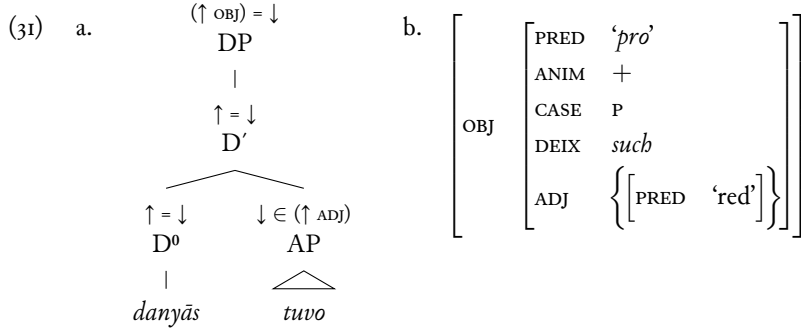 (31) a. (↑ OBJ) = ↓ b.
DP
↑ = ↓
D′
↑ = ↓ ↓ ∈ (↑ ADJ)
D⁰ AP
danyās tuvo
OBJ
PRED ‘pro’
ANIM +
CASE P
DEIX such
ADJ {[PRED ‘red’]}